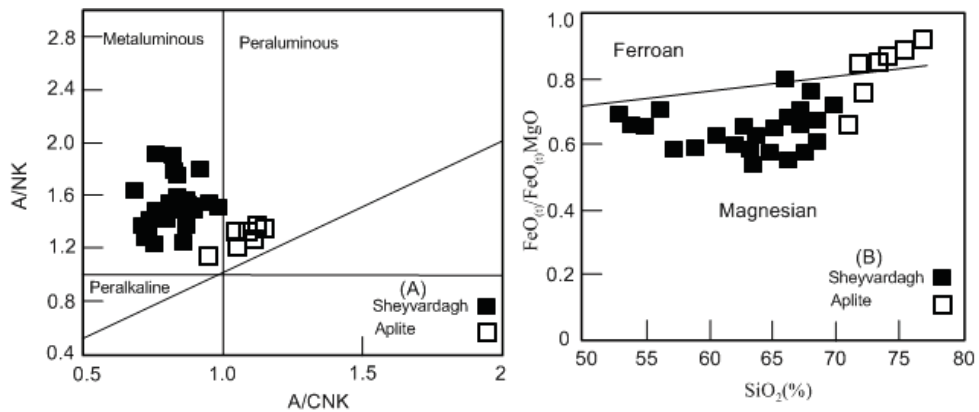 2.8
Metaluminous
Peraluminous
2.4
2.0
A/NK
1.6
1.2
Peralkaline
0.8
(A)
Sheyvardagh
Aplite
0.4
0.5
1.0
1.5
2
A/CNK
1.0
Ferroan
0.8
FeO(t)/FeO(t)MgO
0.6
0.4
Magnesian
0.2
(B)
Sheyvardagh
Aplite
0
50
55
60
65
70
75
80
SiO2(%)